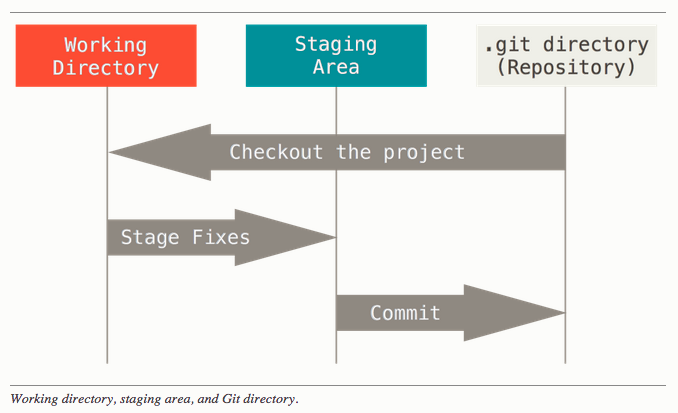 Working
Directory
Staging
Area
.git directory
(Repository)
Checkout the project
Stage Fixes
Commit
Working directory, staging area, and Git directory.